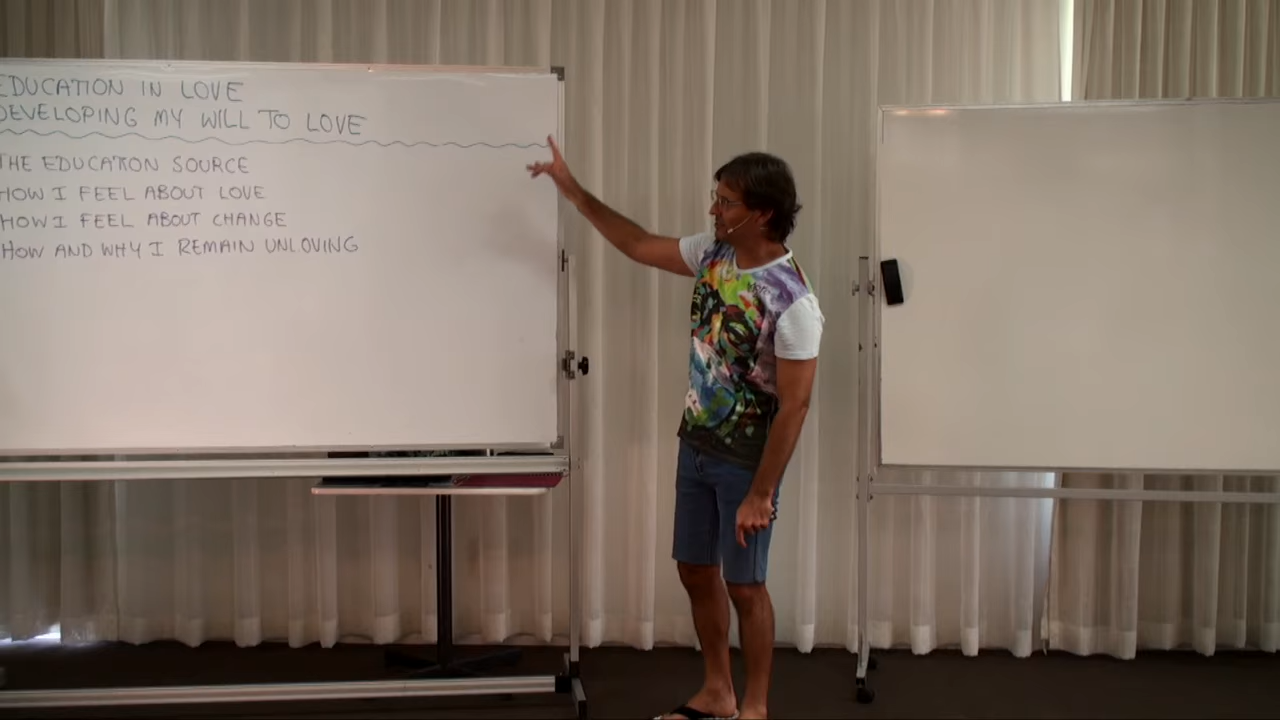 EDUCATION IN LOVE
DEVELOPING MY WILL TO LOVE
THE EDUCATION SOURCE
HOW I FEEL ABOUT LOVE
HOW I FEEL ABOUT CHANGE
HOW AND WHY I REMAIN UNLOVING